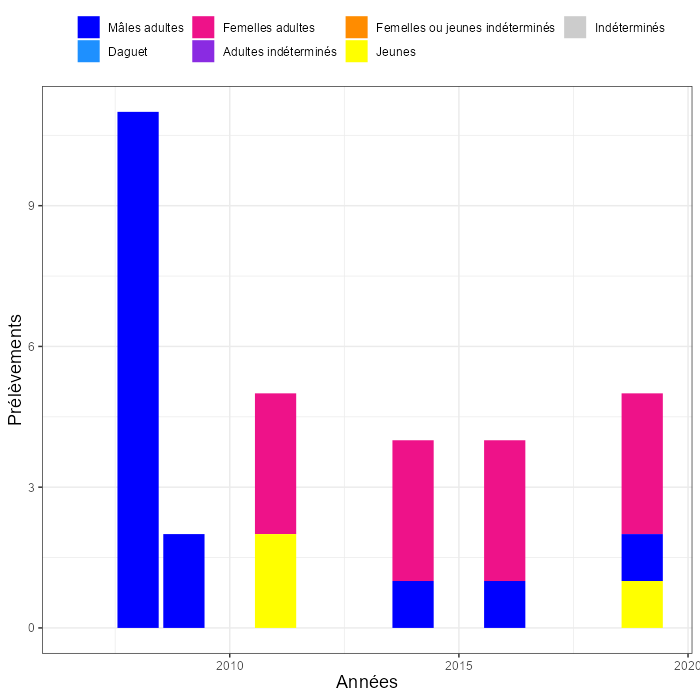 Mâles adultes Femelles adultes Femelles ou jeunes indéterminés Indéterminés
Daguet Adultes indéterminés Jeunes
9
6
3
0
Prélèvements
2010 2015 2020
Années